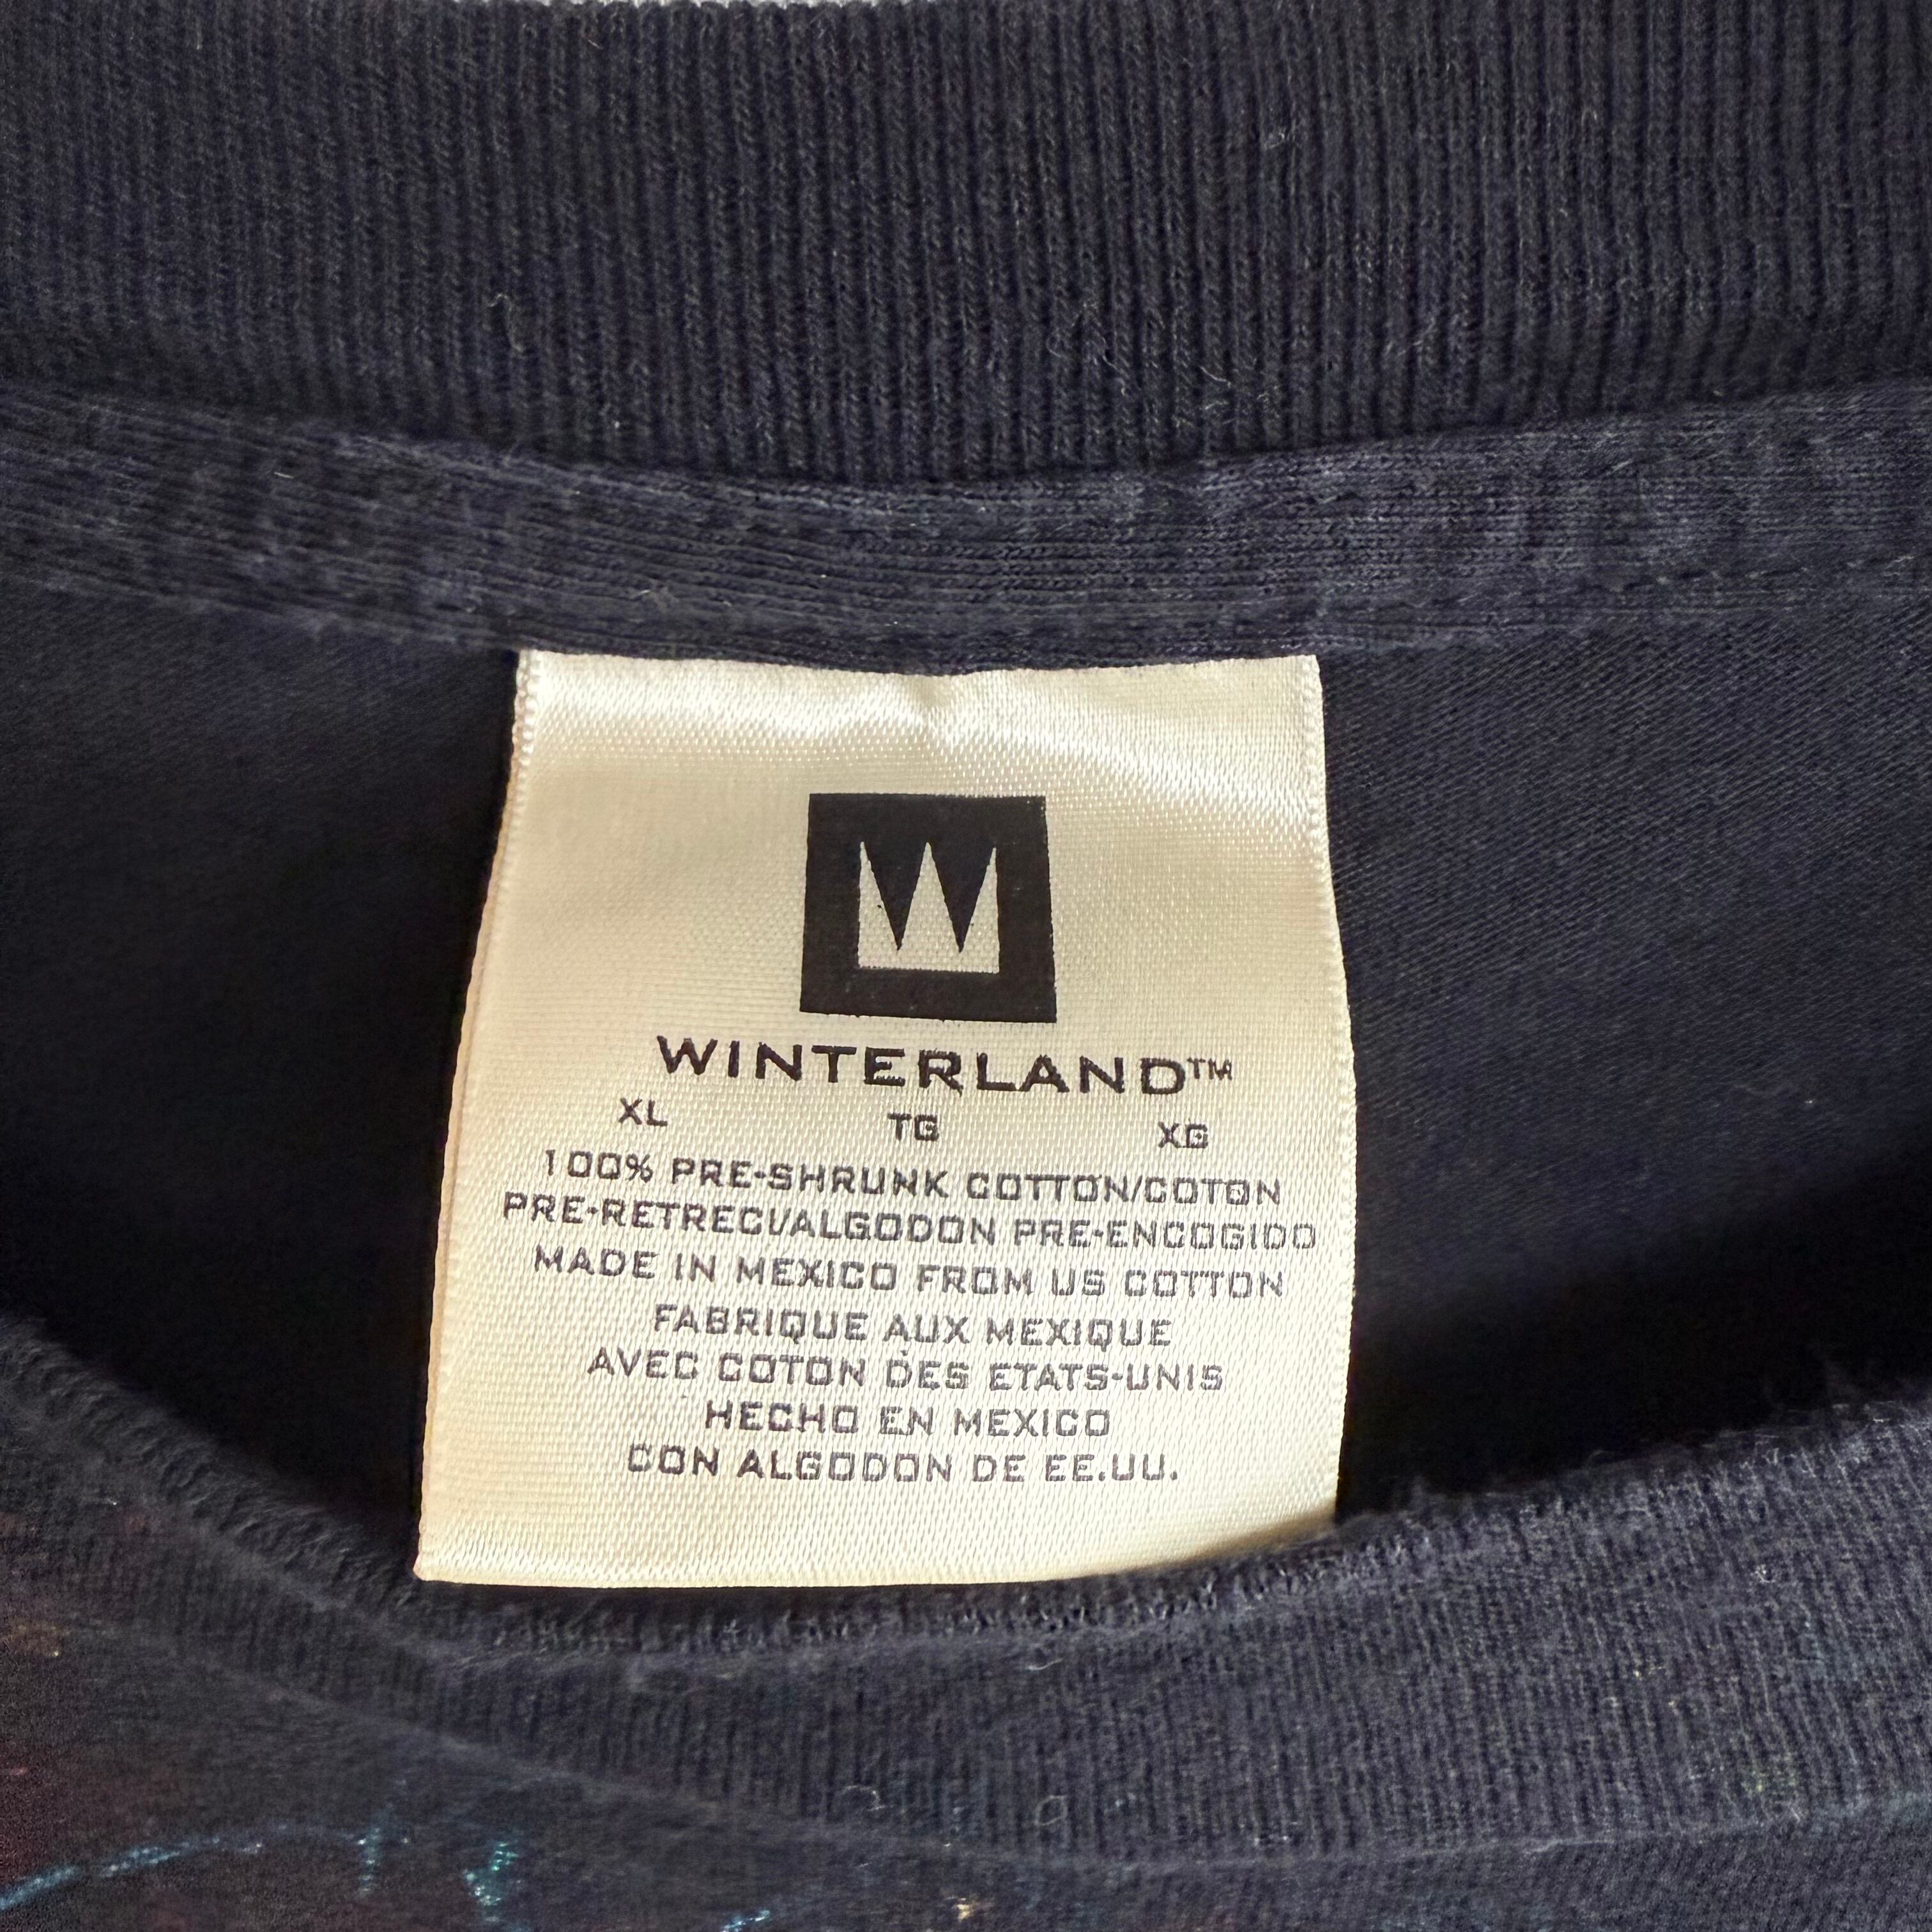 W
WINTERLAND™
XL TG XG
100% PRE-SHRUNK COTTON/COTON
PRE-RETRECI/ALGODON PRE-ENCOGIDO
MADE IN MEXICO FROM US COTTON
FABRIQUE AUX MEXIQUE
AVEC COTON DES ETATS-UNIS
HECHO EN MEXICO
CON ALGODON DE EE.UU.